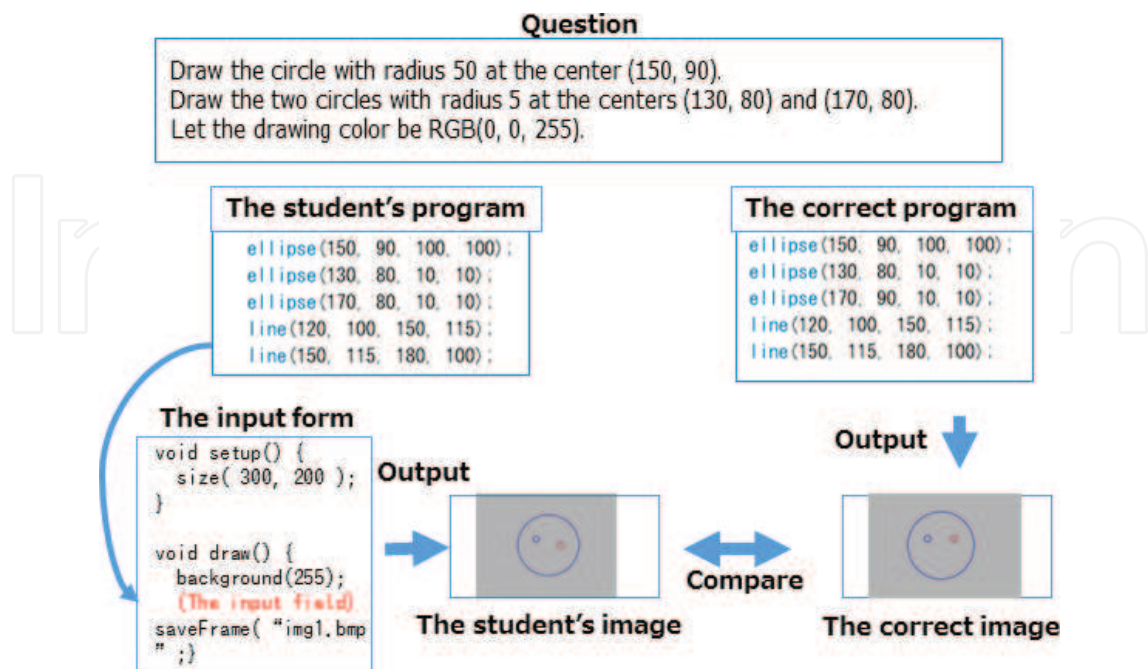 Question
Draw the circle with radius 50 at the center (150, 90).
Draw the two circles with radius 5 at the centers (130, 80) and (170, 80).
Let the drawing color be RGB(0, 0, 255).
The student's program
ellipse(150, 90, 100, 100);
ellipse(130, 80, 10, 10);
ellipse(170, 80, 10, 10);
line(120, 100, 150, 115);
line(150, 115, 180, 100);
The correct program
ellipse(150, 90, 100, 100);
ellipse(130, 80, 10, 10);
ellipse(170, 90, 10, 10);
line(120, 100, 150, 115);
line(150, 115, 180, 100);
The input form
void setup() {
size( 300, 200 );
}
void draw() {
background(255);
(The input field)
saveFrame( "img1.bmp
" ;}
Output
Output
Compare
The student's image
The correct image